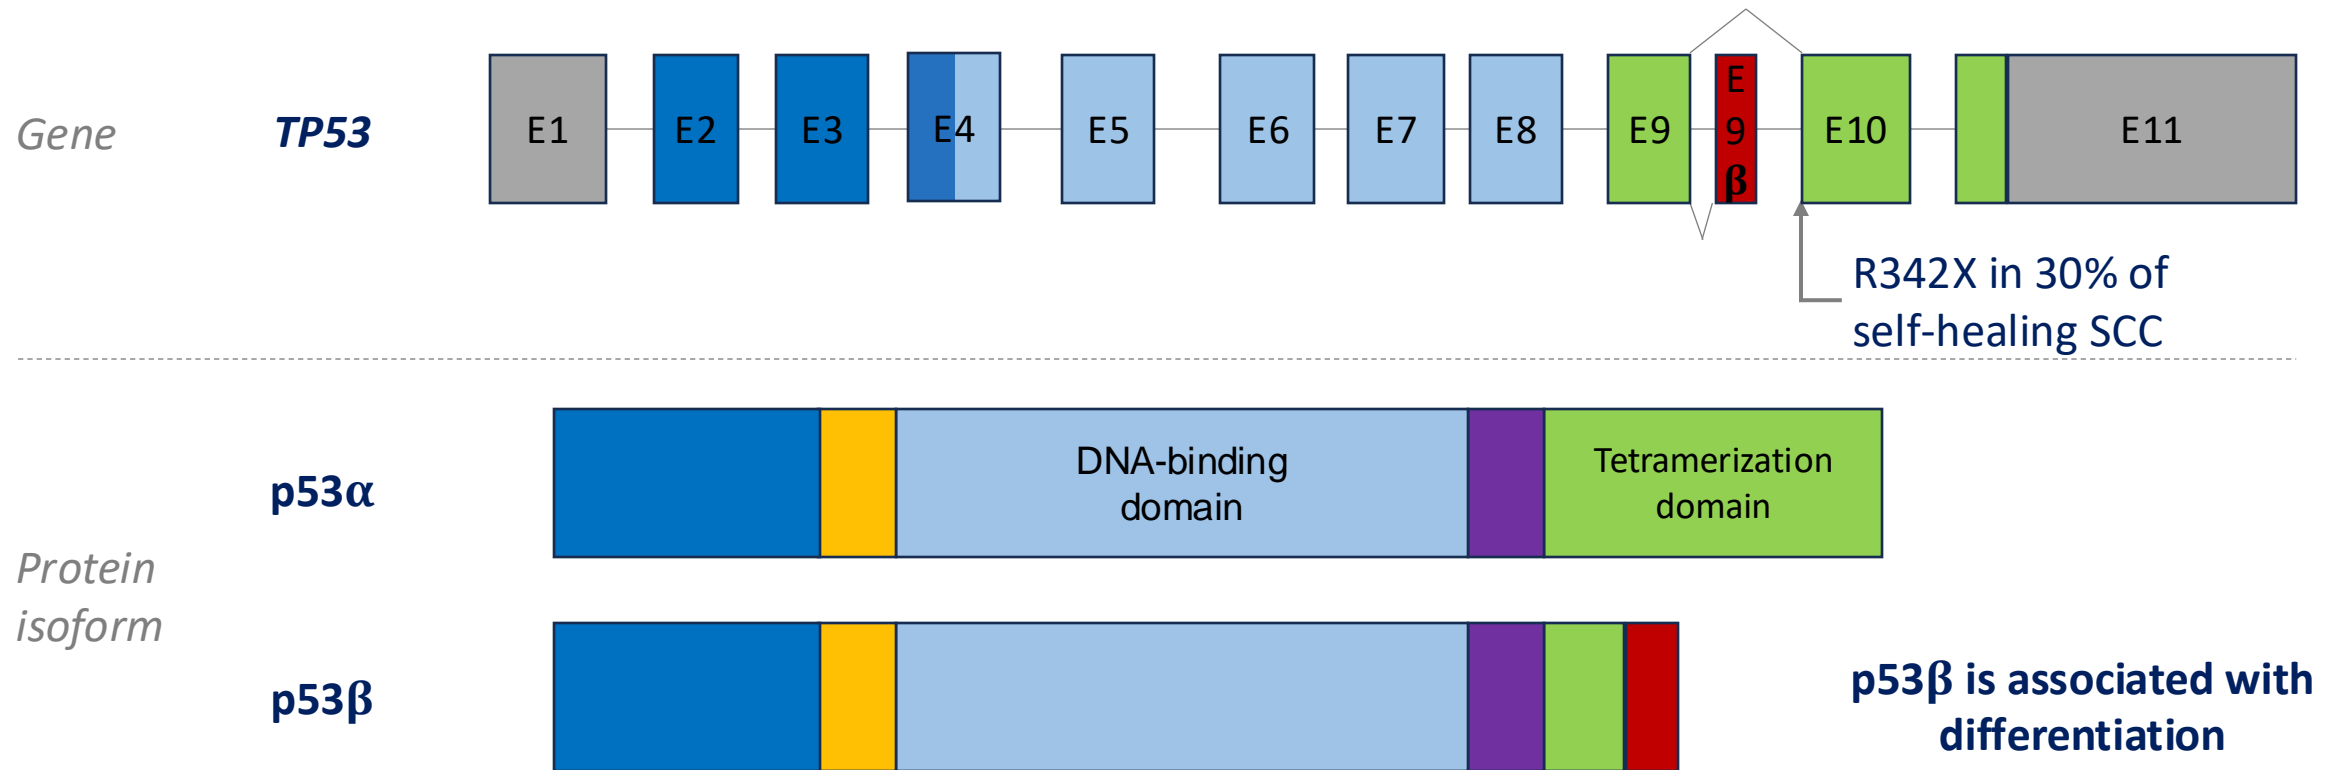 Gene
TP53
E1
E2
E3
E4
E5
E6
E7
E8
E9
E
9
β
E10
E11
R342X in 30% of
self-healing SCC
Protein
isoform
p53α
DNA-binding
domain
Tetramerization
domain
p53β
p53β is associated with
differentiation